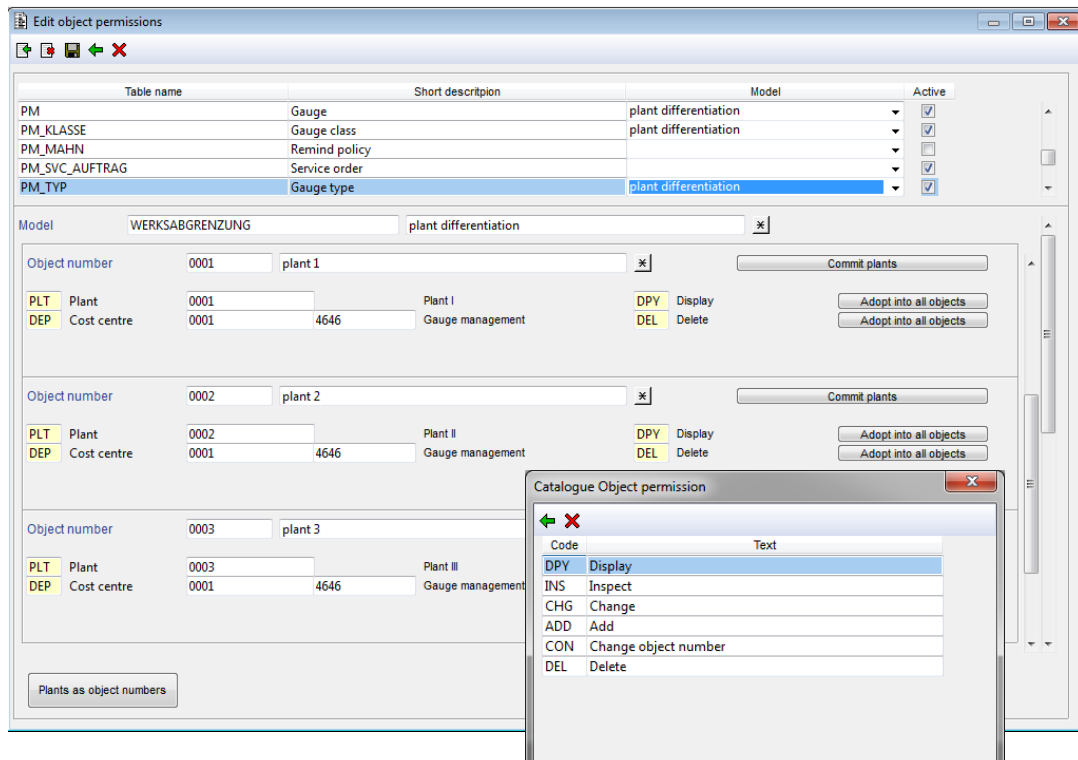 Edit object permissions
Table name Short descritpion Model Active
PM Gauge plant differentiation
PM_KLASSE Gauge class plant differentiation
PM_MAHN Remind policy
PM_SVC_AUFTRAG Service order
PM_TYP Gauge type plant differentiation
Model WERKSABGRENZUNG plant differentiation
Object number 0001 plant 1 Commit plants
PLT Plant 0001 Plant I DPY Display Adopt into all objects
DEP Cost centre 0001 4646 Gauge management DEL Delete Adopt into all objects
Object number 0002 plant 2 Commit plants
PLT Plant 0002 Plant II DPY Display Adopt into all objects
DEP Cost centre 0001 4646 Gauge management DEL Delete Adopt into all objects
Object number 0003 plant 3
PLT Plant 0003 Plant III
DEP Cost centre 0001 4646 Gauge management
Plants as object numbers
Catalogue Object permission
Code Text
DPY Display
INS Inspect
CHG Change
ADD Add
CON Change object number
DEL Delete